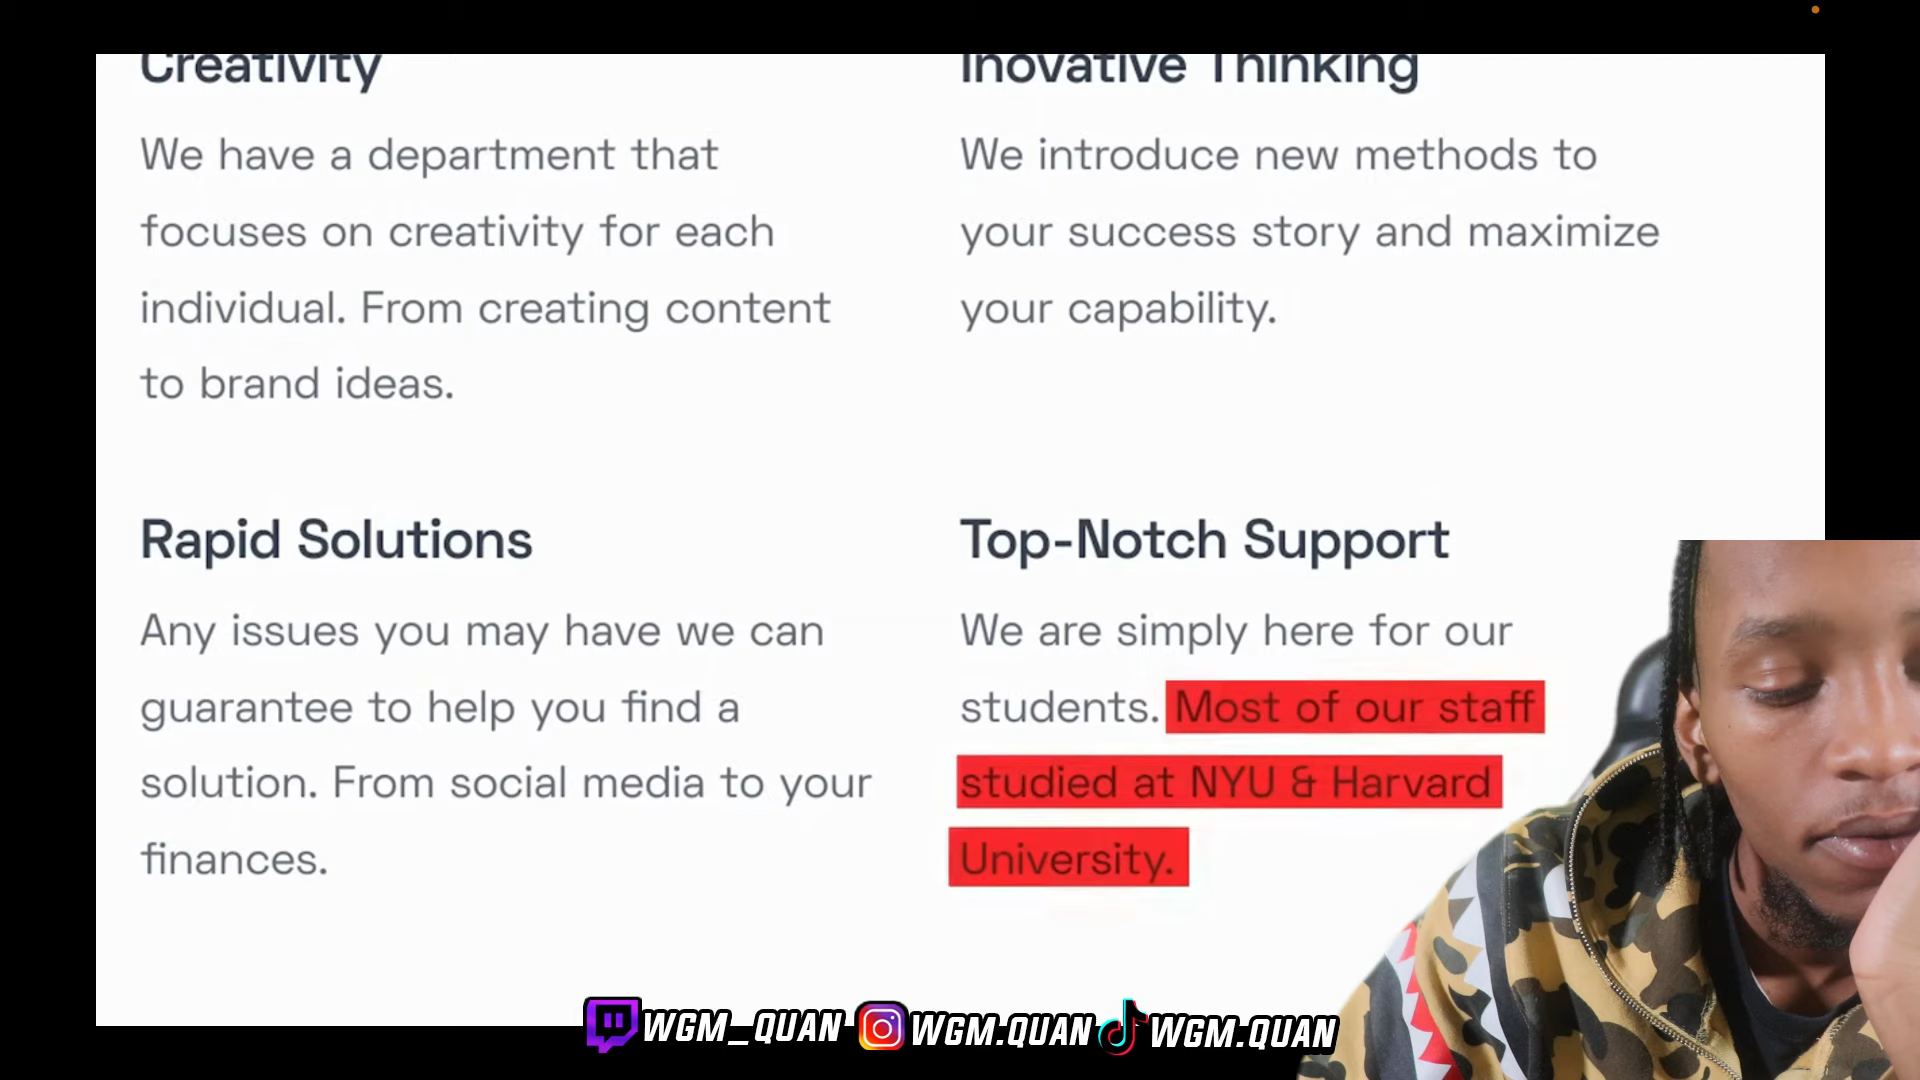 Creativity
We have a department that
focuses on creativity for each
individual. From creating content
to brand ideas.
Inovative Thinking
We introduce new methods to
your success story and maximize
your capability.
Rapid Solutions
Any issues you may have we can
guarantee to help you find a
solution. From social media to your
finances.
Top-Notch Support
We are simply here for our
students. Most of our staff
studied at NYU & Harvard
University.
WGM_QUAN WGM.QUAN WGM.QUAN